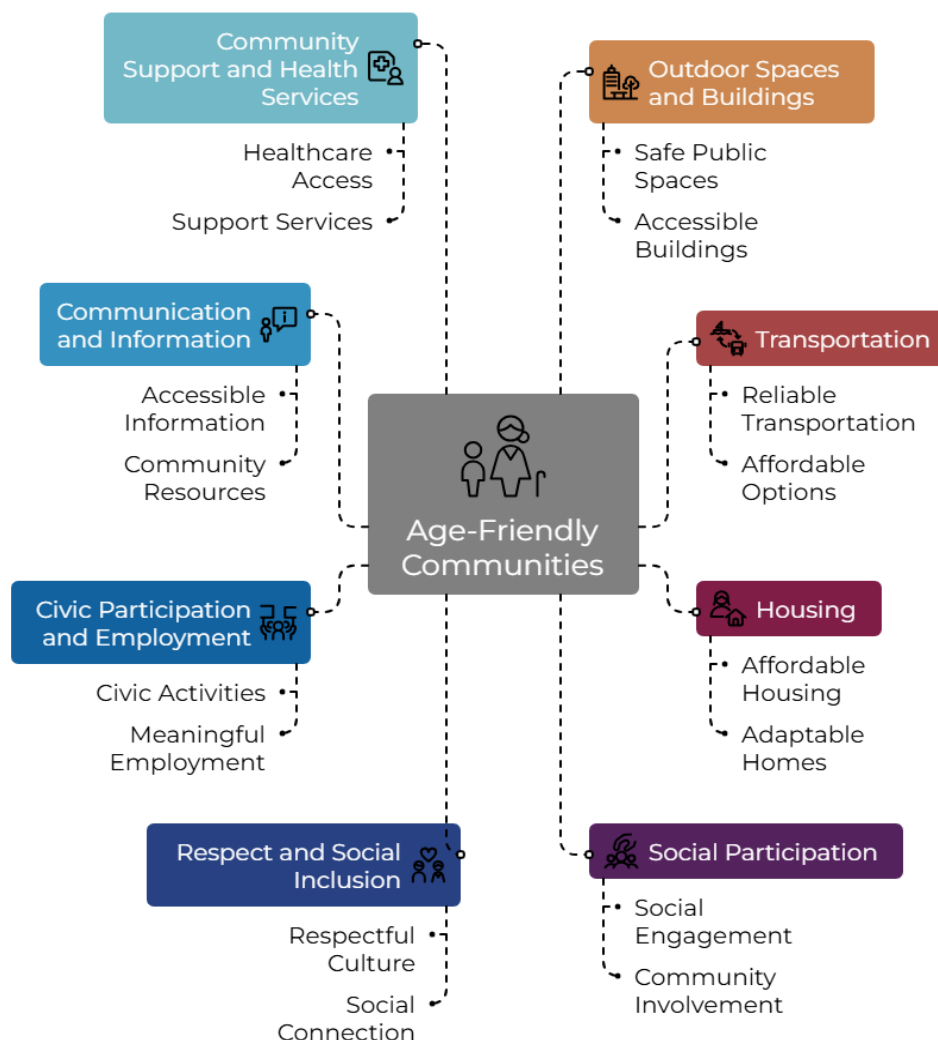 Community
Support and Health
Services
Healthcare
Access
Support Services
Outdoor Spaces
and Buildings
Safe Public
Spaces
Accessible
Buildings
Communication
and Information
i
Accessible
Information
Community
Resources
Transportation
Reliable
Transportation
Affordable
Options
Age-Friendly
Communities
Civic Participation
and Employment
Civic Activities
Meaningful
Employment
Housing
Affordable
Housing
Adaptable
Homes
Respect and Social
Inclusion
Respectful
Culture
Social
Connection
Social Participation
Social
Engagement
Community
Involvement